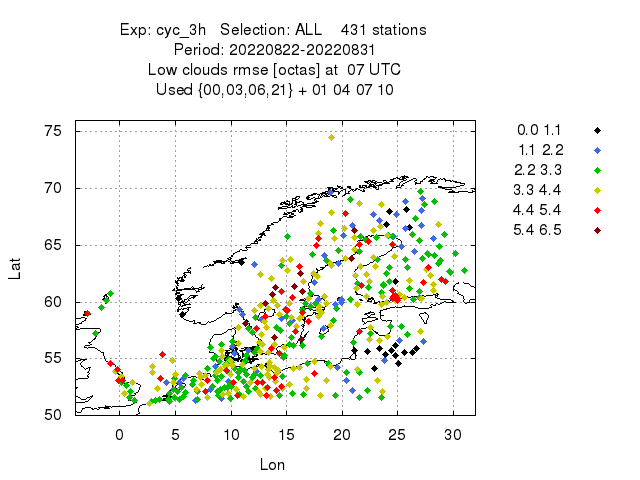 Exp: cyc_3h   Selection: ALL    431 stations
Period: 20220822-20220831
Low clouds rmse [octas] at  07 UTC
Used {00,03,06,21} + 01 04 07 10
0.0 1.1
1.1 2.2
2.2 3.3
3.3 4.4
4.4 5.4
5.4 6.5
75
70
65
60
55
50
Lat
0 5 10 15 20 25 30
Lon